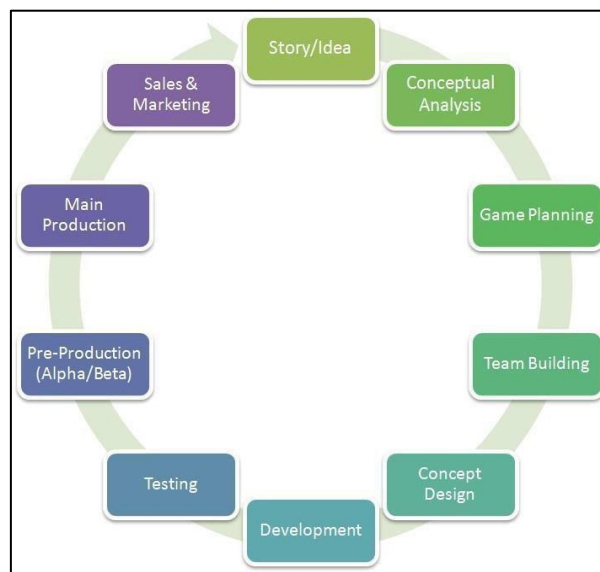 Story/Idea
Conceptual
Analysis
Game Planning
Team Building
Concept
Design
Development
Testing
Pre-Production
(Alpha/Beta)
Main
Production
Sales &
Marketing